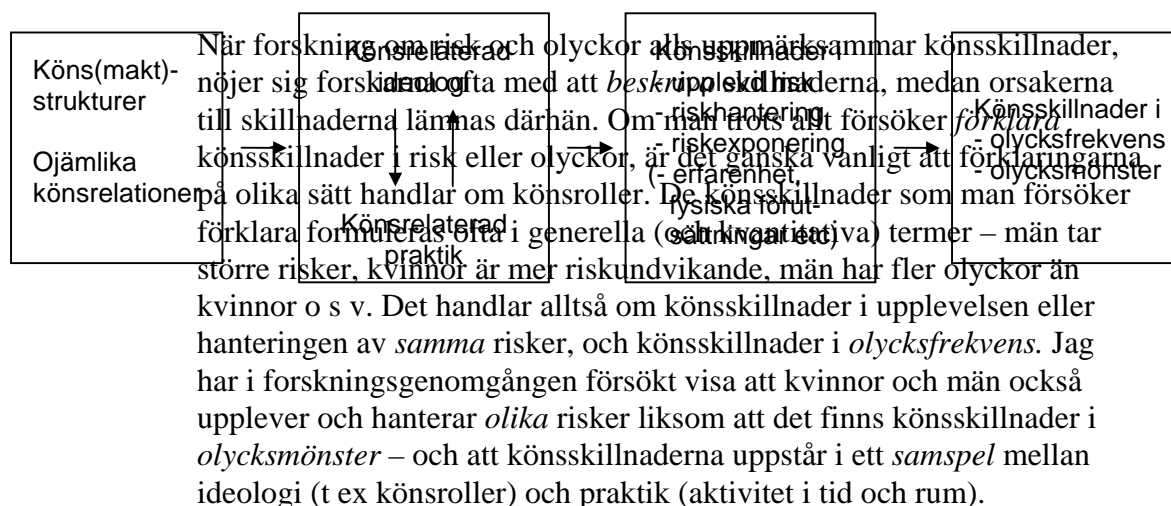 Köns(makt)-
strukturer
Ojämlika
könsrelationer
Könsrelaterad
ideologi
Könsrelaterad
praktik
Könsskillnader i
- upplevd risk
- riskhantering
- riskexponering
(- erfarenhet,
fysiska förut-
sättningar etc)
Könsskillnader i
- olycksfrekvens
- olycksmönster
När forskning om risk och olyckor alls uppmärksammar könsskillnader,
nöjer sig forskarna ofta med att beskriva skillnaderna, medan orsakerna
till skillnaderna lämnas därhän. Om man trots allt försöker förklara
könsskillnader i risk eller olyckor, är det ganska vanligt att förklaringarna
på olika sätt handlar om könsroller. De könsskillnader som man försöker
förklara formuleras ofta i generella (och kvantitativa) termer – män tar
större risker, kvinnor är mer riskundvikande, män har fler olyckor än
kvinnor o s v. Det handlar alltså om könsskillnader i upplevelsen eller
hanteringen av samma risker, och könsskillnader i olycksfrekvens. Jag
har i forskningsgenomgången försökt visa att kvinnor och män också
upplever och hanterar olika risker liksom att det finns könsskillnader i
olycksmönster – och att könsskillnaderna uppstår i ett samspel mellan
ideologi (t ex könsroller) och praktik (aktivitet i tid och rum).